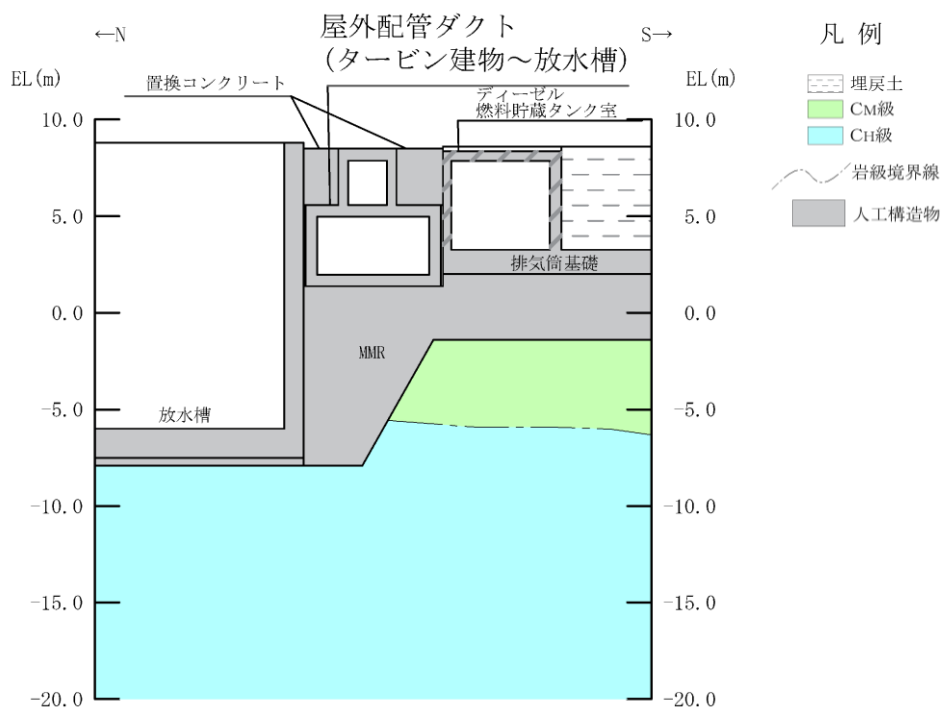 屋外配管ダクト
(タービン建物～放水槽)
←N
S→
凡 例
EL(m)
EL(m)
置換コンクリート
ディーゼル
燃料貯蔵タンク室
埋戻土
CM級
CH級
岩級境界線
人工構造物
10.0
10.0
5.0
5.0
排気筒基礎
0.0
0.0
MMR
放水槽
-5.0
-5.0
-10.0
-10.0
-15.0
-15.0
-20.0
-20.0